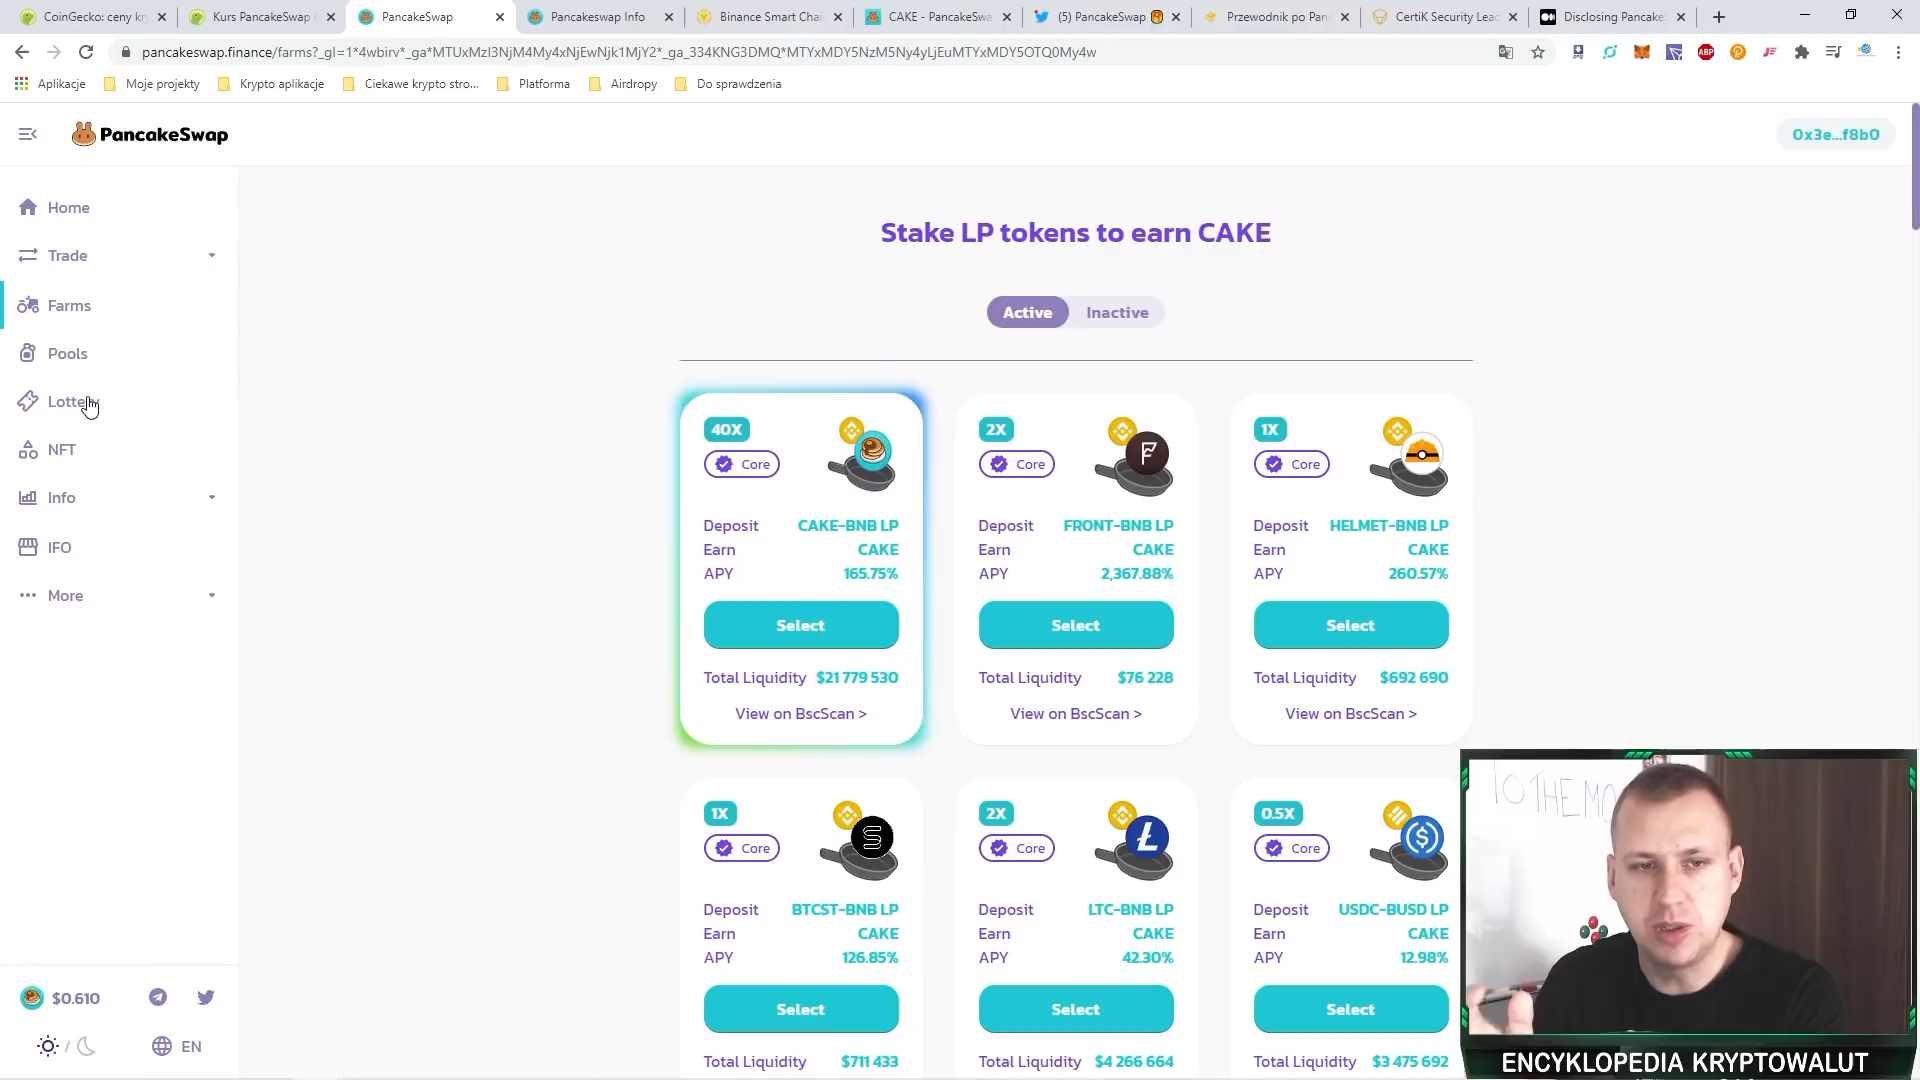 CoinGecko: ceny kr
Kurs PancakeSwap
PancakeSwap
Pancakeswap Info
Binance Smart Chai
CAKE - PancakeSwa
(5) PancakeSwap
Przewodnik po Pan
CertiK Security Lea
Disclosing Pancake
pancakeswap.finance/farms?_gl=1*4wbirv*_ga*MTUxMzI3NjM4My4xNjEwNjk1MjY2*_ga_334KNG3DMQ*MTYxMDY5NzM5Ny4yLjEuMTYxMDY5OTQ0My4w
Aplikacje
Moje projekty
Krypto aplikacje
Ciekawe krypto stro...
Platforma
Airdropy
Do sprawdzenia
PancakeSwap
0x3e...f8b0
Home
Trade
Farms
Pools
NFT
Info
IFO
More
$0.610
/
EN
Stake LP tokens to earn CAKE
Active Inactive
40X
Core
Deposit CAKE-BNB LP
Earn CAKE
APY 165.75%
Select
Total Liquidity $21 779 530
View on BscScan >
2X
Core
Deposit FRONT-BNB LP
Earn CAKE
APY 2,367.88%
Select
Total Liquidity $76 228
View on BscScan >
1X
Core
Deposit HELMET-BNB LP
Earn CAKE
APY 260.57%
Select
Total Liquidity $692 690
View on BscScan >
1X
Core
Deposit BTCST-BNB LP
Earn CAKE
APY 126.85%
Select
Total Liquidity $711 433
2X
Core
Deposit LTC-BNB LP
Earn CAKE
APY 42.30%
Select
Total Liquidity $4 266 664
0.5X
Core
Deposit USDC-BUSD LP
Earn CAKE
APY 12.98%
Select
Total Liquidity $3 475 692
TO THE MO
ENCYKLOPEDIA KRYPTOWALUT